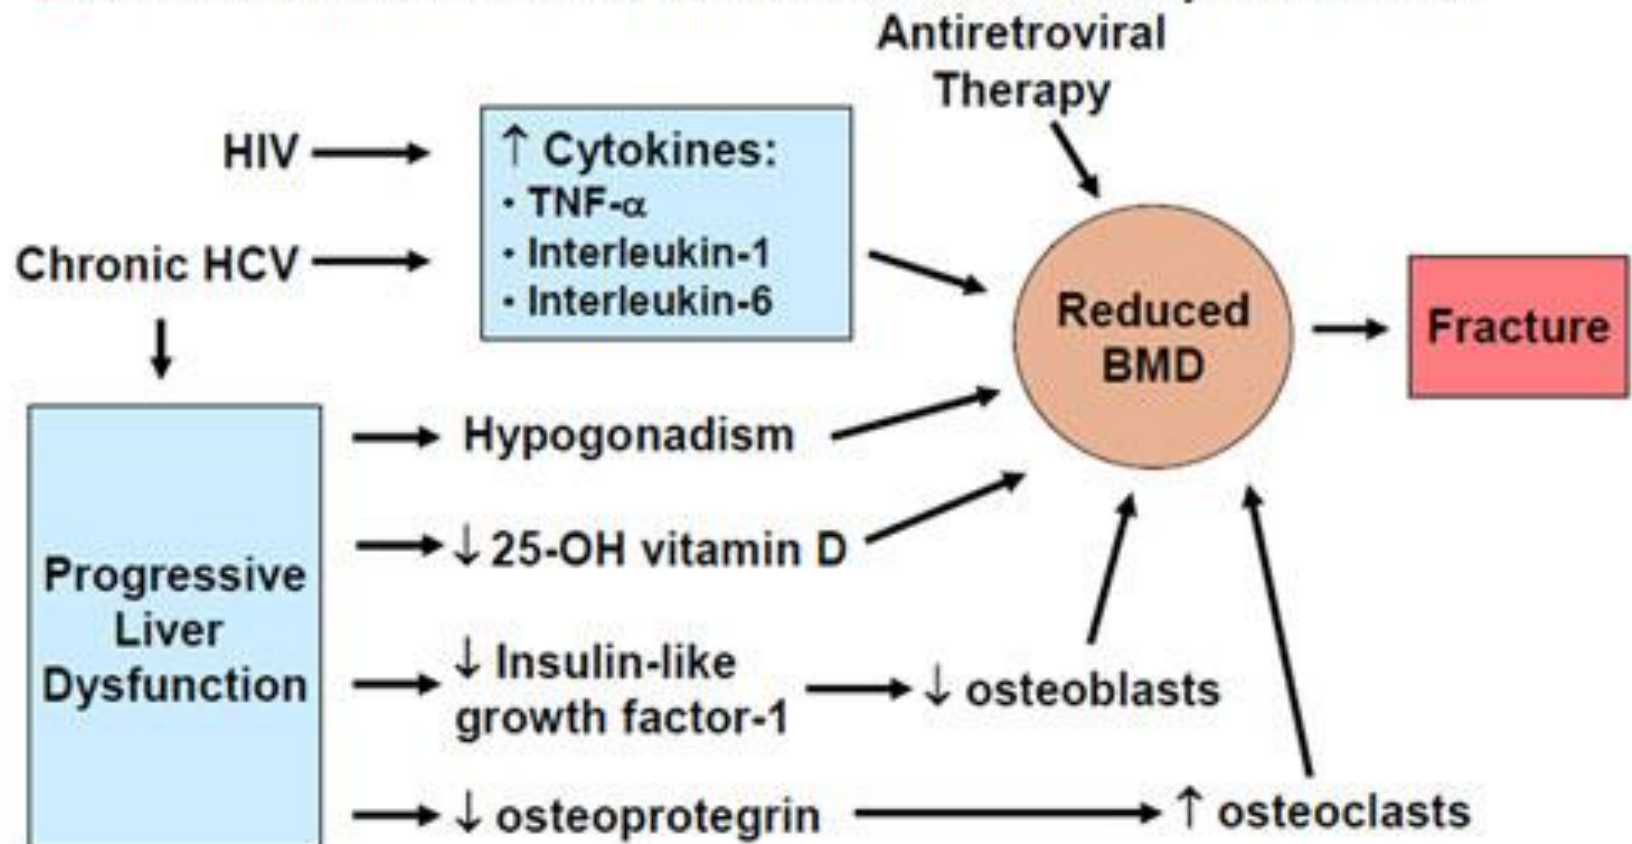 Antiretroviral
Therapy
HIV
↑ Cytokines:
• TNF-α
• Interleukin-1
• Interleukin-6
Chronic HCV
Reduced
BMD
Fracture
Hypogonadism
↓ 25-OH vitamin D
Progressive
Liver
Dysfunction
↓ Insulin-like
growth factor-1
↓ osteoblasts
↓ osteoprotegrin
↑ osteoclasts